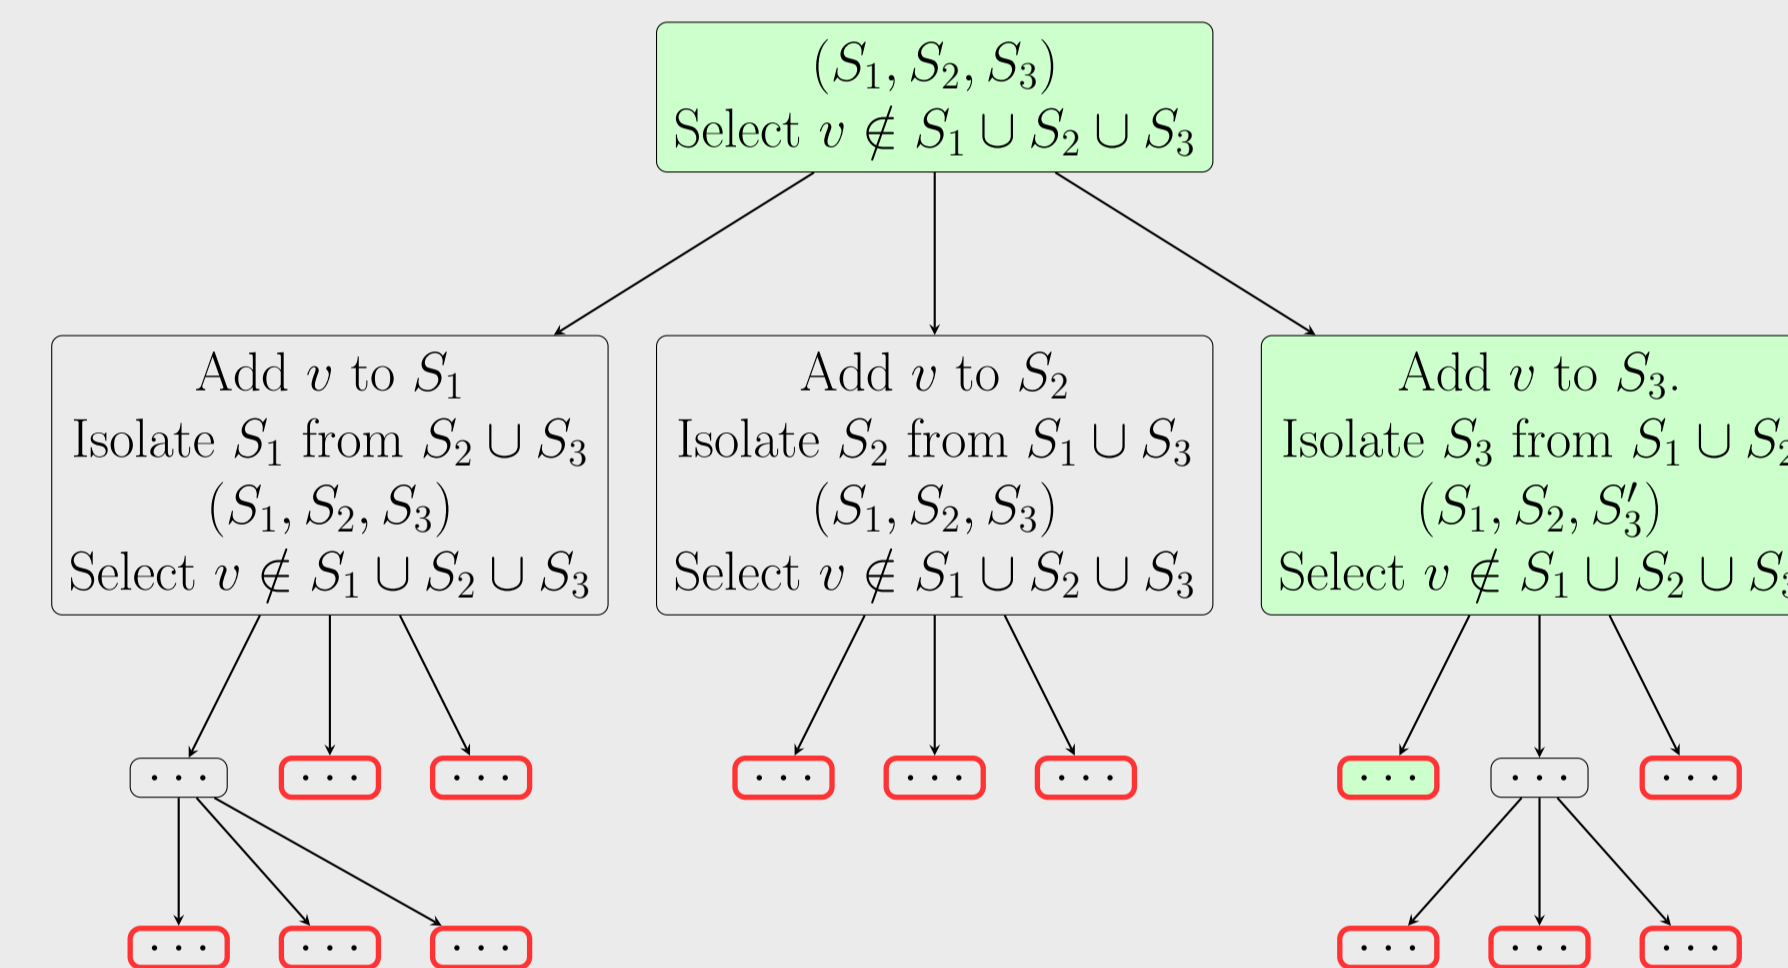 (S₁, S₂, S₃)
Select v ∉ S₁ ∪ S₂ ∪ S₃
Add v to S₁
Isolate S₁ from S₂ ∪ S₃
(S₁, S₂, S₃)
Select v ∉ S₁ ∪ S₂ ∪ S₃
Add v to S₂
Isolate S₂ from S₁ ∪ S₃
(S₁, S₂, S₃)
Select v ∉ S₁ ∪ S₂ ∪ S₃
Add v to S₃.
Isolate S₃ from S₁ ∪ S₂
(S₁, S₂, S₃′)
Select v ∉ S₁ ∪ S₂ ∪ S₃
··· ··· ··· ··· ··· ··· ··· ··· ···
··· ··· ··· ··· ··· ···